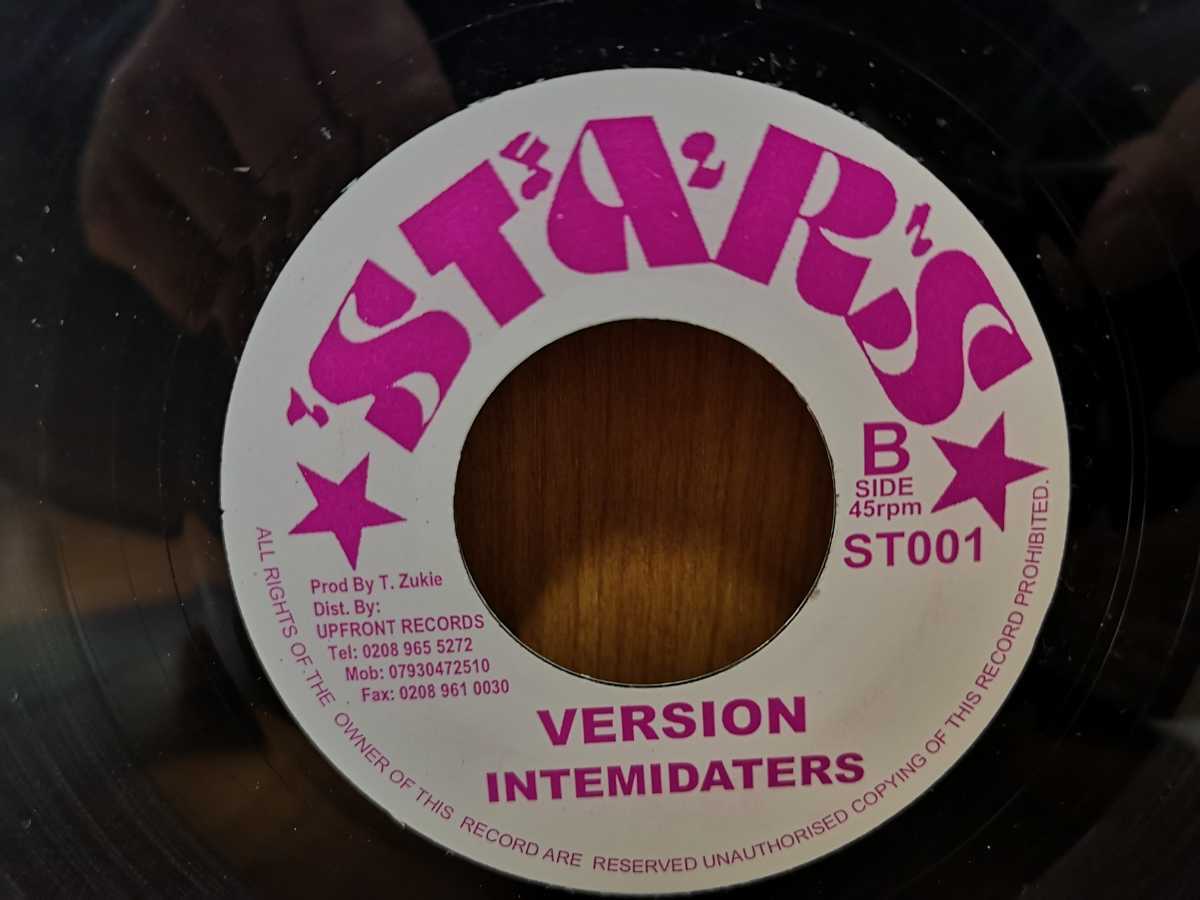 STARS
B
SIDE
45rpm
ST001
Prod By T. Zukie
Dist. By:
UPFRONT RECORDS
Tel: 0208 965 5272
Mob: 07930472510
Fax: 0208 961 0030
VERSION
INTEMIDATERS
ALL RIGHTS OF THE OWNER OF THIS RECORD ARE RESERVED UNAUTHORISED COPYING OF THIS RECORD PROHIBITED.